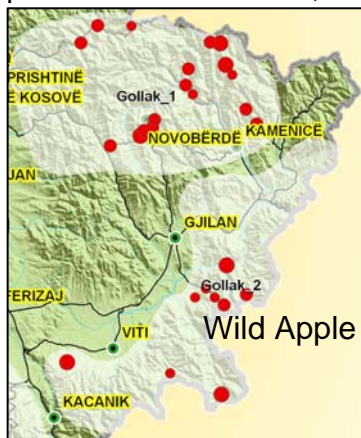 PRISHTINË
E KOSOVË
Gollak_1
NOVOBËRDË
KAMENICË
JAN
GJILAN
Gollak_2
FERIZAJ
Wild Apple
VITI
KACANIK